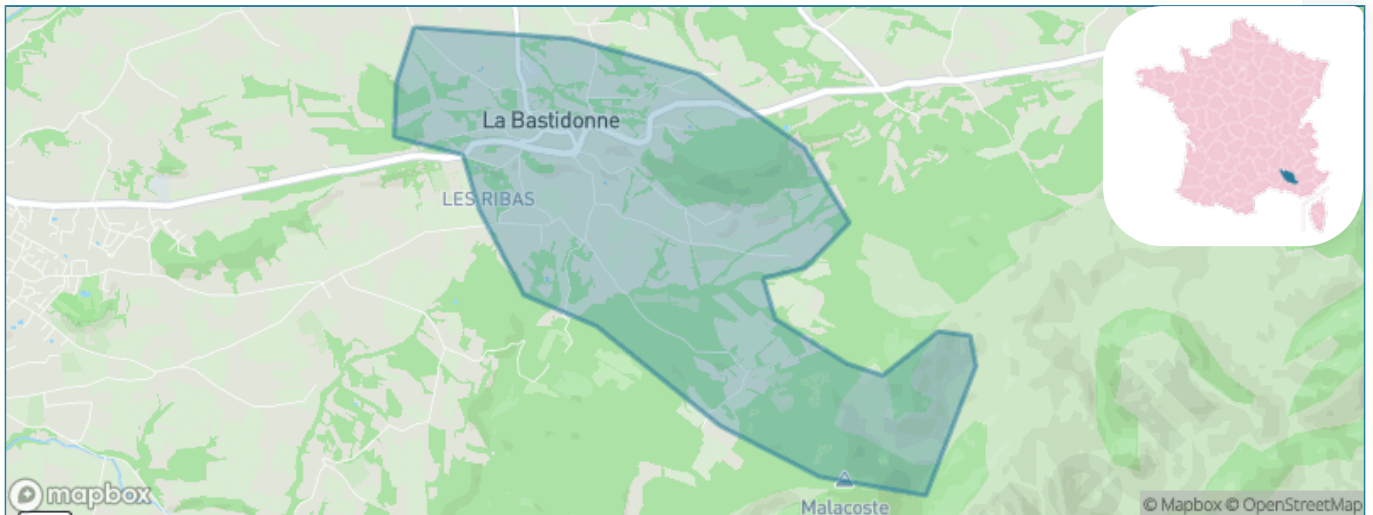 La Bastidonne
LES RIBAS
Malacoste
mapbox
© Mapbox © OpenStreetMap